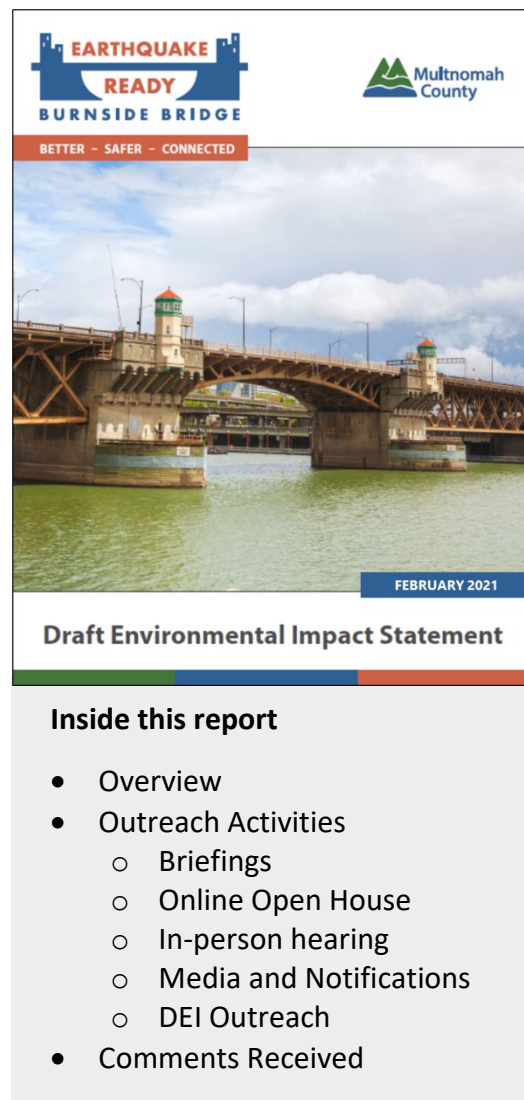 EARTHQUAKE
READY
BURNSIDE BRIDGE
Multnomah
County
BETTER – SAFER – CONNECTED
FEBRUARY 2021
Draft Environmental Impact Statement
Inside this report
• Overview
• Outreach Activities
o Briefings
o Online Open House
o In-person hearing
o Media and Notifications
o DEI Outreach
• Comments Received